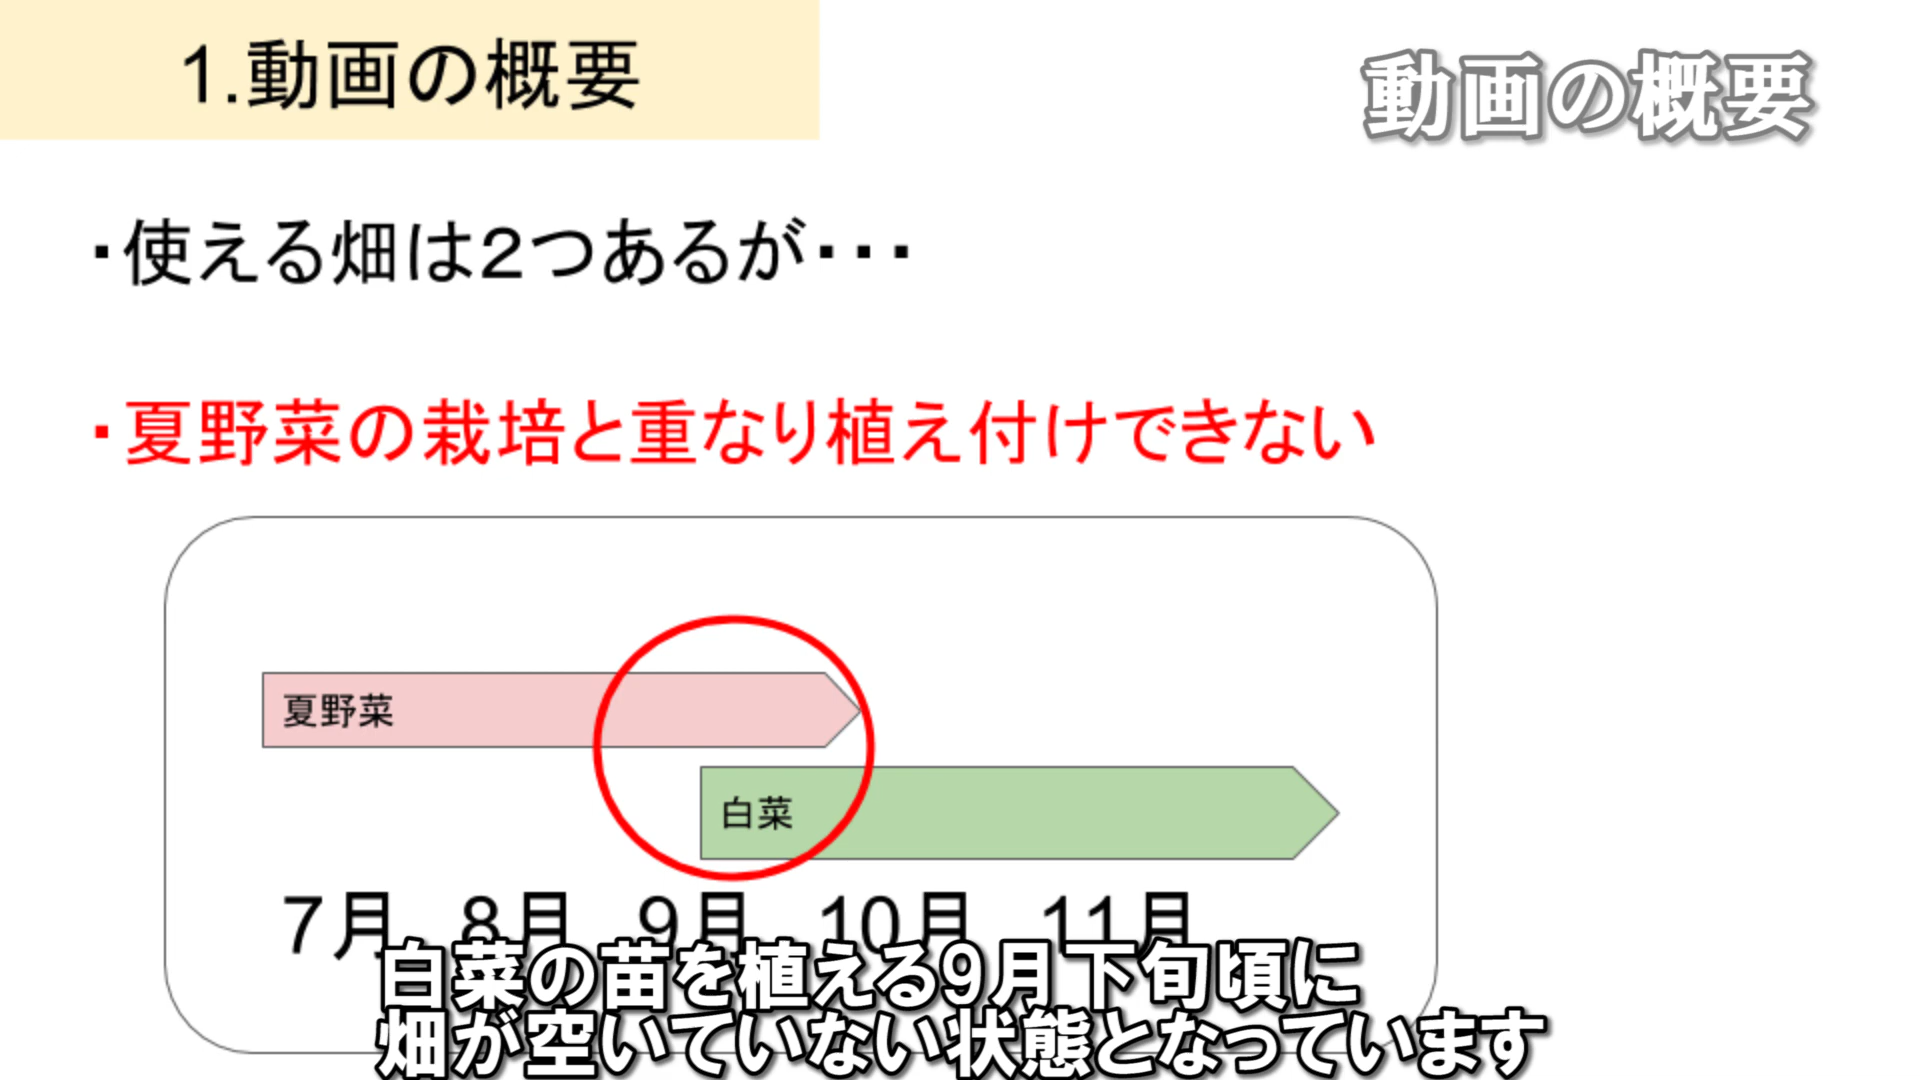 1.動画の概要
動画の概要
・使える畑は2つあるが・・・
・夏野菜の栽培と重なり植え付けできない
夏野菜
白菜
7月 8月 9月 10月 11月
白菜の苗を植える9月下旬頃に
畑が空いていない状態となっています